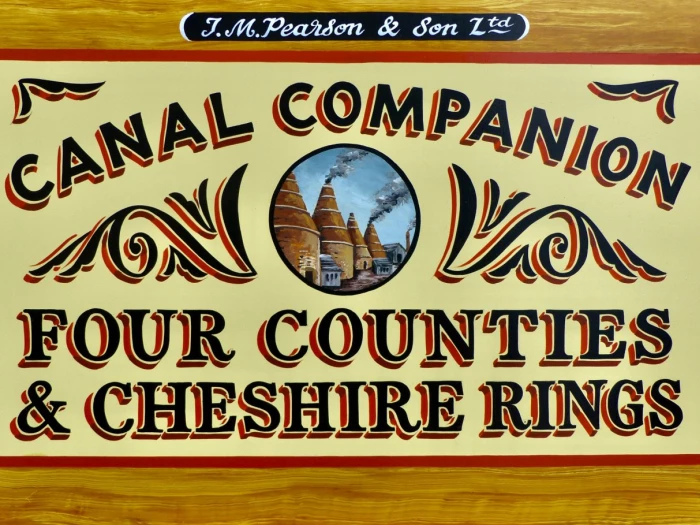 J.M.Pearson & Son Ltd
CANAL COMPANION
FOUR COUNTIES
& CHESHIRE RINGS